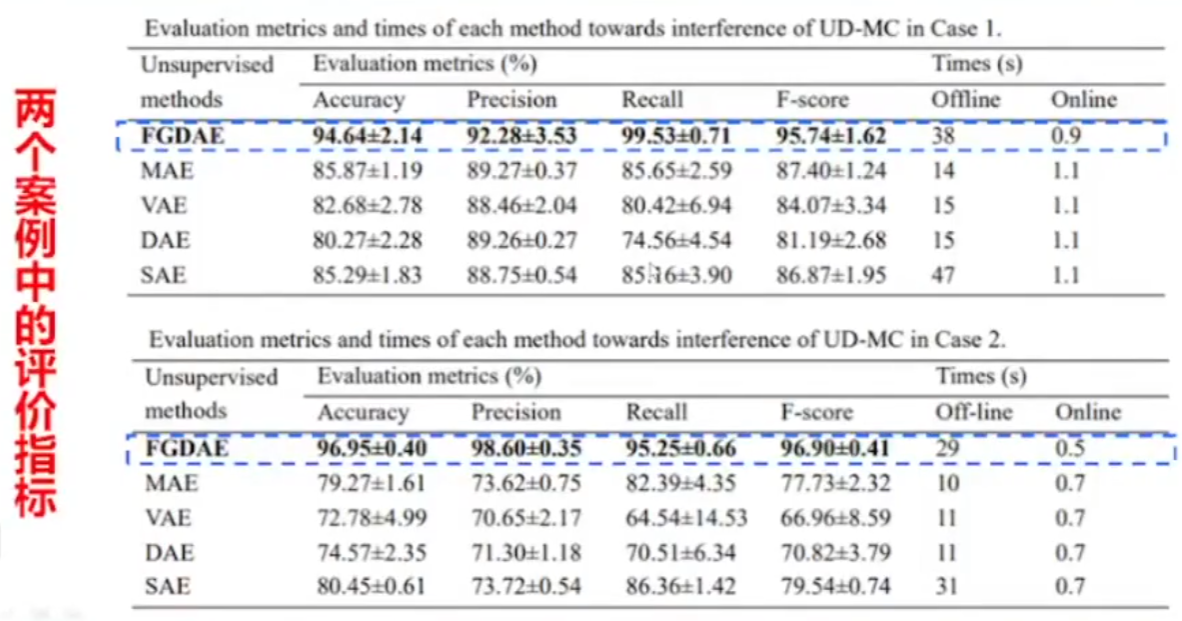 两个案例中的评价指标
Evaluation metrics and times of each method towards interference of UD-MC in Case 1.
Unsupervised methods Evaluation metrics (%) Times (s)
Accuracy Precision Recall F-score Offline Online
FGDAE 94.64±2.14 92.28±3.53 99.53±0.71 95.74±1.62 38 0.9
MAE 85.87±1.19 89.27±0.37 85.65±2.59 87.40±1.24 14 1.1
VAE 82.68±2.78 88.46±2.04 80.42±6.94 84.07±3.34 15 1.1
DAE 80.27±2.28 89.26±0.27 74.56±4.54 81.19±2.68 15 1.1
SAE 85.29±1.83 88.75±0.54 85.16±3.90 86.87±1.95 47 1.1
Evaluation metrics and times of each method towards interference of UD-MC in Case 2.
Unsupervised methods Evaluation metrics (%) Times (s)
Accuracy Precision Recall F-score Off-line Online
FGDAE 96.95±0.40 98.60±0.35 95.25±0.66 96.90±0.41 29 0.5
MAE 79.27±1.61 73.62±0.75 82.39±4.35 77.73±2.32 10 0.7
VAE 72.78±4.99 70.65±2.17 64.54±14.53 66.96±8.59 11 0.7
DAE 74.57±2.35 71.30±1.18 70.51±6.34 70.82±3.79 11 0.7
SAE 80.45±0.61 73.72±0.54 86.36±1.42 79.54±0.74 31 0.7